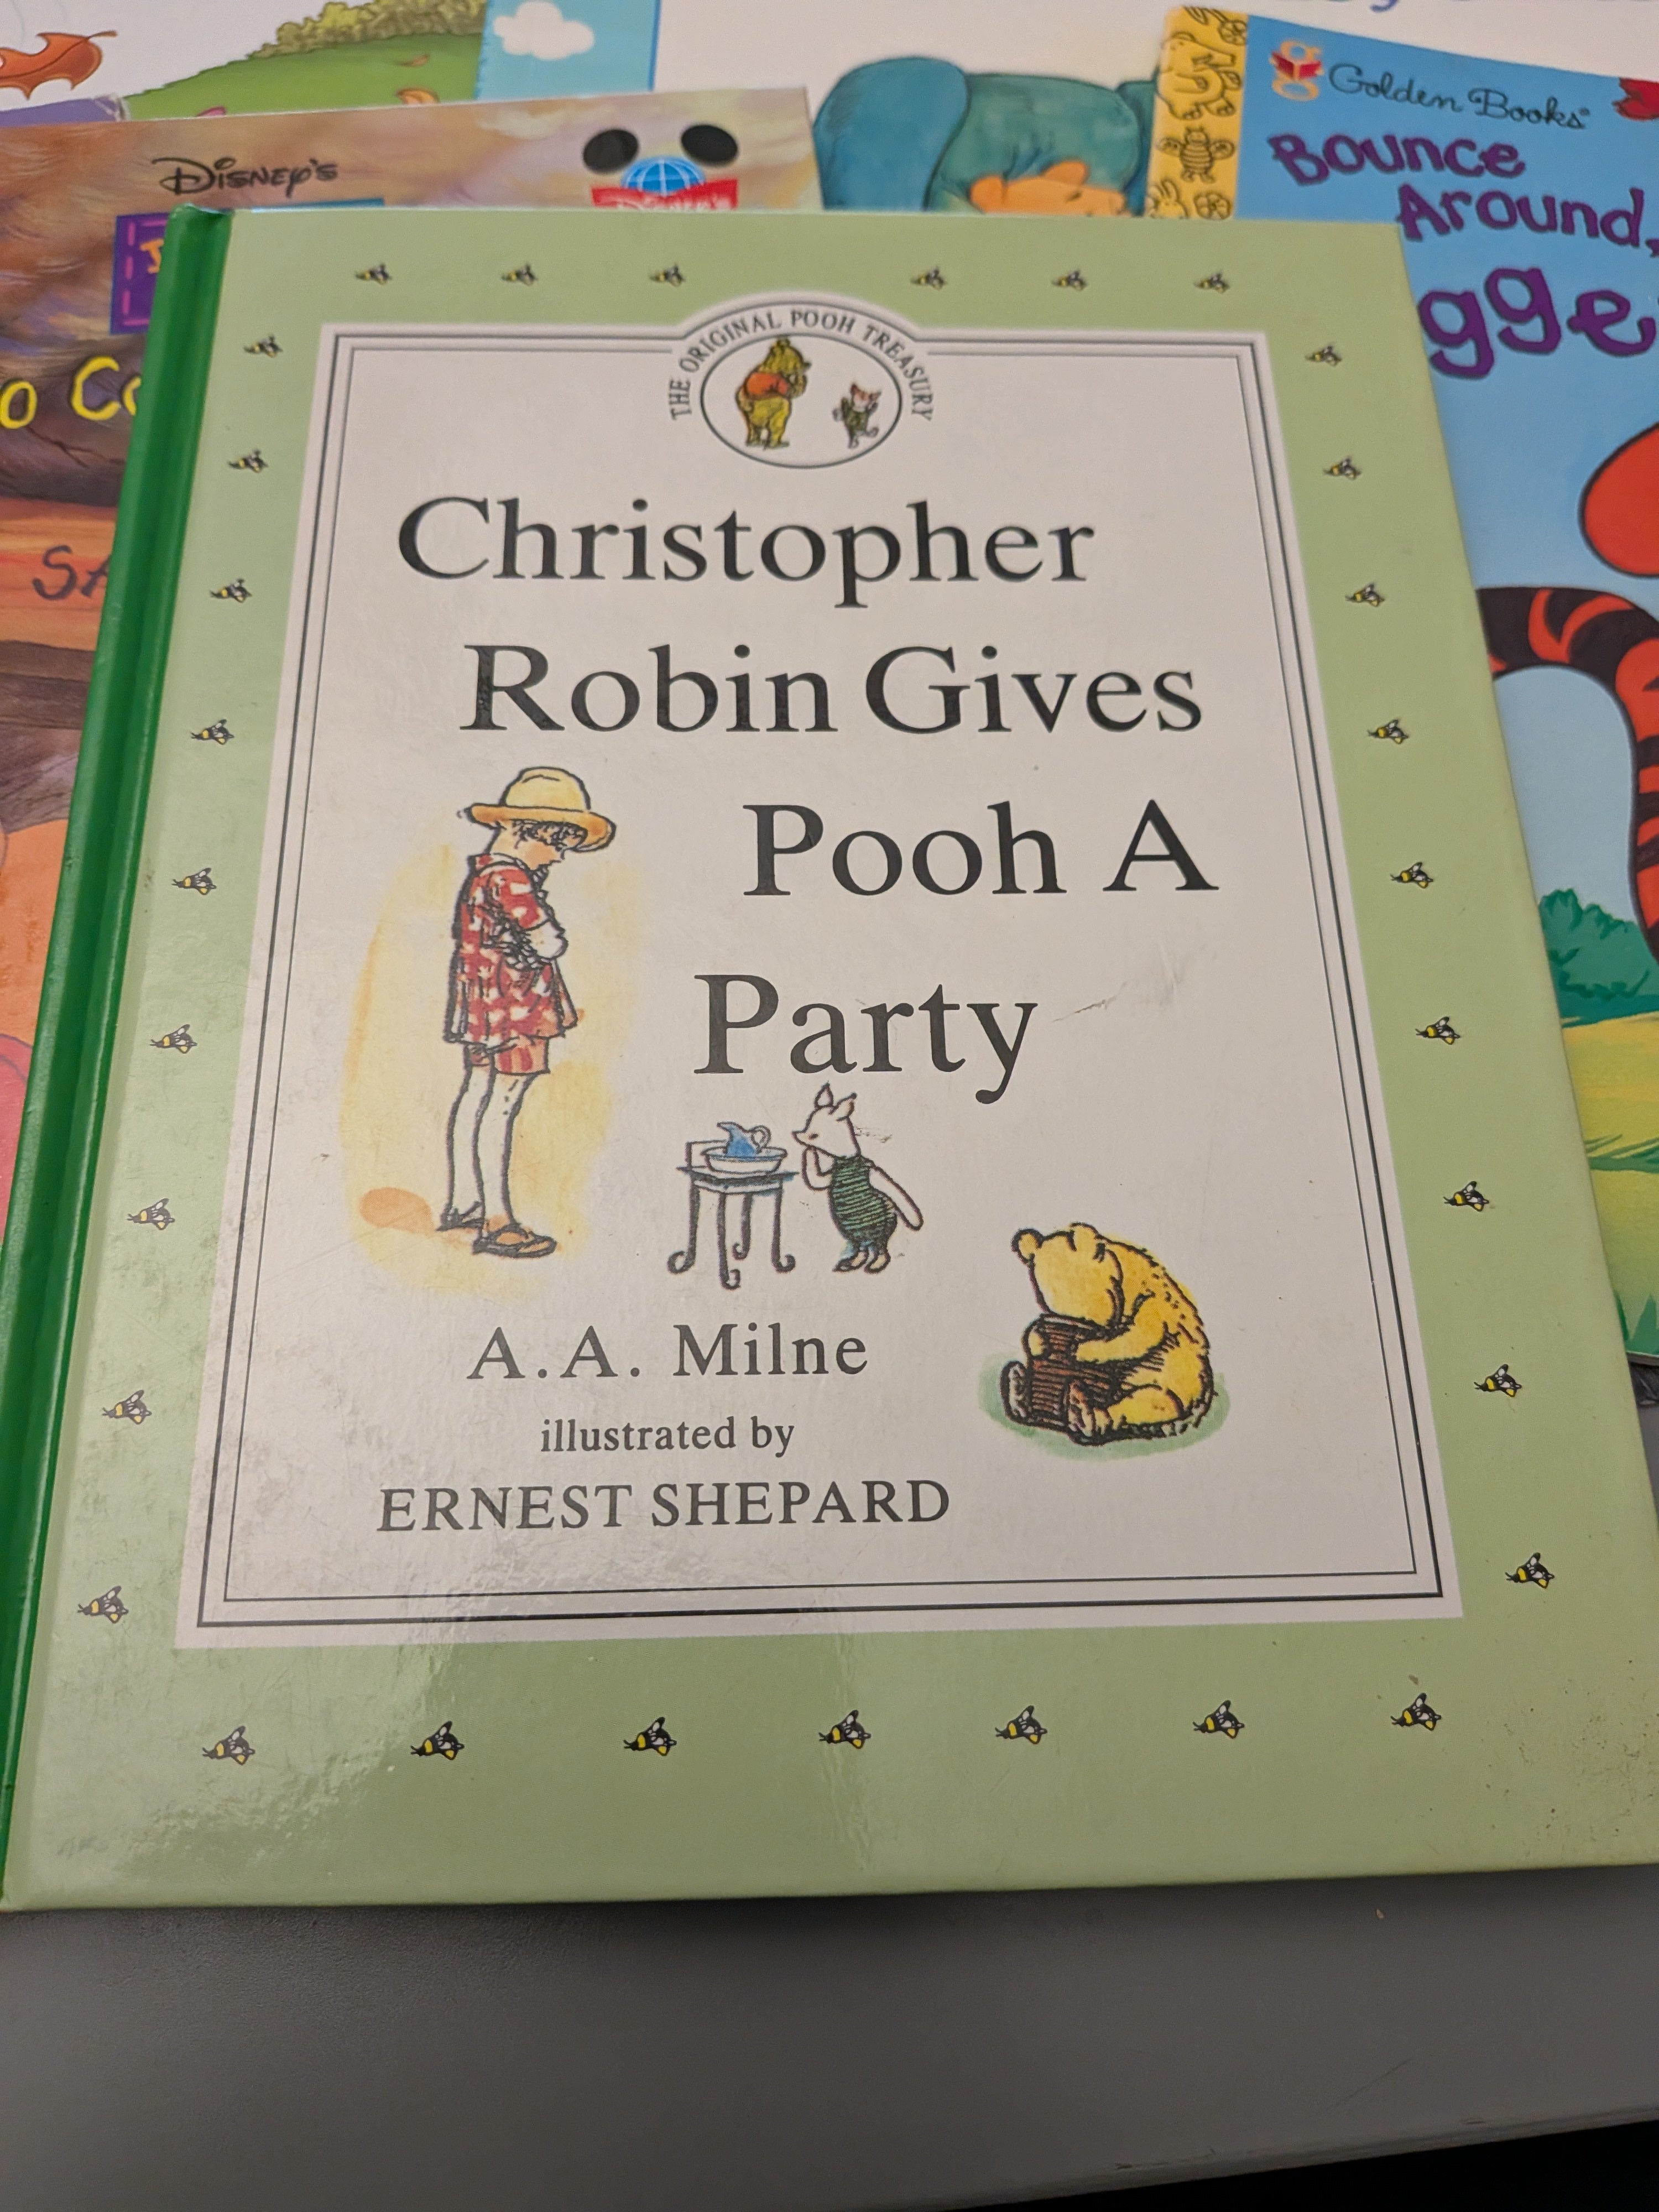 Disney's
Disney's
Golden Books
Bounce
Around,
THE ORIGINAL POOH TREASURY
Christopher
Robin Gives
Pooh A
Party
A.A. Milne
illustrated by
ERNEST SHEPARD